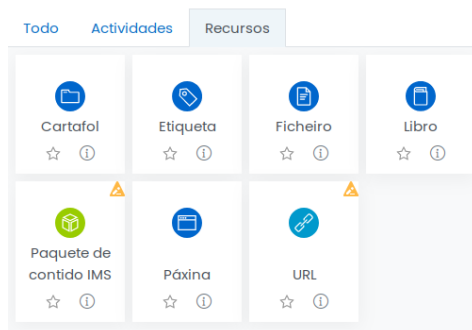 Todo Actividades Recursos
Cartafol Etiqueta Ficheiro Libro
Paquete de
contido IMS Páxina URL